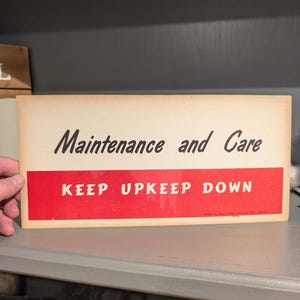 L
Maintenance and Care
KEEP UPKEEP DOWN